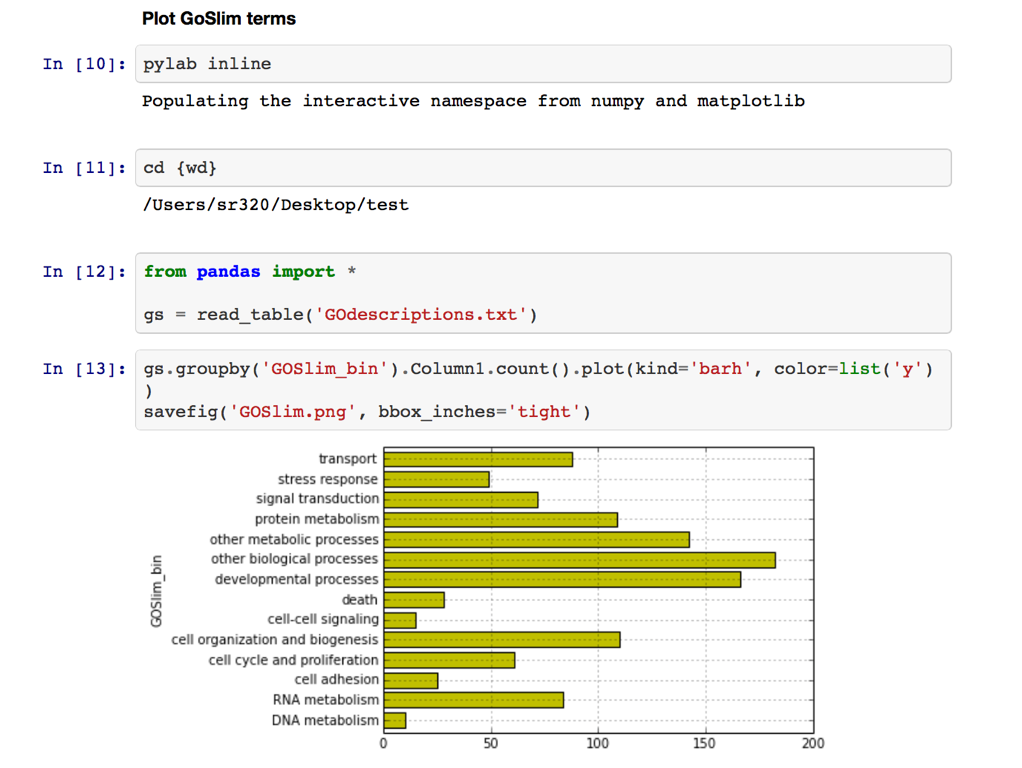 Plot GoSlim terms
In [10]: pylab inline
Populating the interactive namespace from numpy and matplotlib
In [11]: cd {wd}
/Users/sr320/Desktop/test
In [12]: from pandas import *
gs = read_table('GOdescriptions.txt')
In [13]: gs.groupby('GOSlim_bin').Column1.count().plot(kind='barh', color=list('y')
)
savefig('GOSlim.png', bbox_inches='tight')
transport
stress response
signal transduction
protein metabolism
other metabolic processes
other biological processes
developmental processes
death
cell-cell signaling
cell organization and biogenesis
cell cycle and proliferation
cell adhesion
RNA metabolism
DNA metabolism
GOSlim_bin
0 50 100 150 200